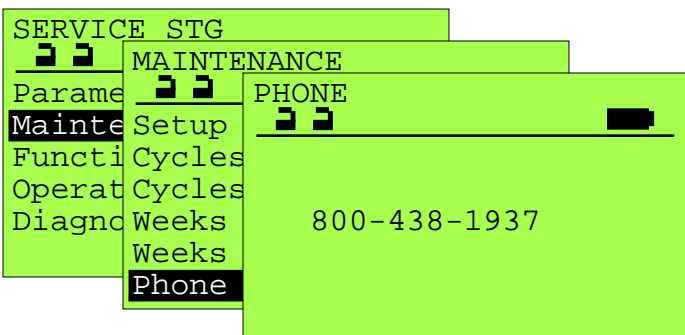 SERVICE STG
Parame
Mainte
Functi
Operat
Diagno
MAINTENANCE
Setup
Cycles
Cycles
Weeks
Weeks
Phone
PHONE
800-438-1937